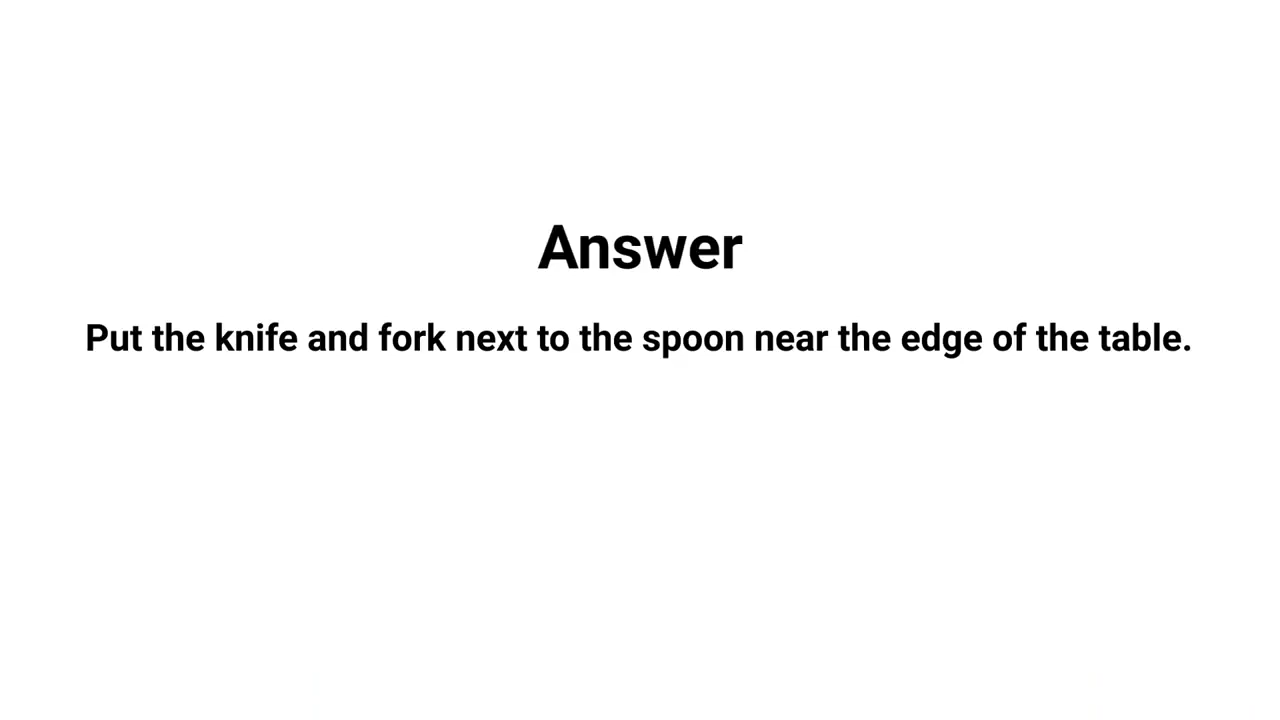 Answer
Put the knife and fork next to the spoon near the edge of the table.